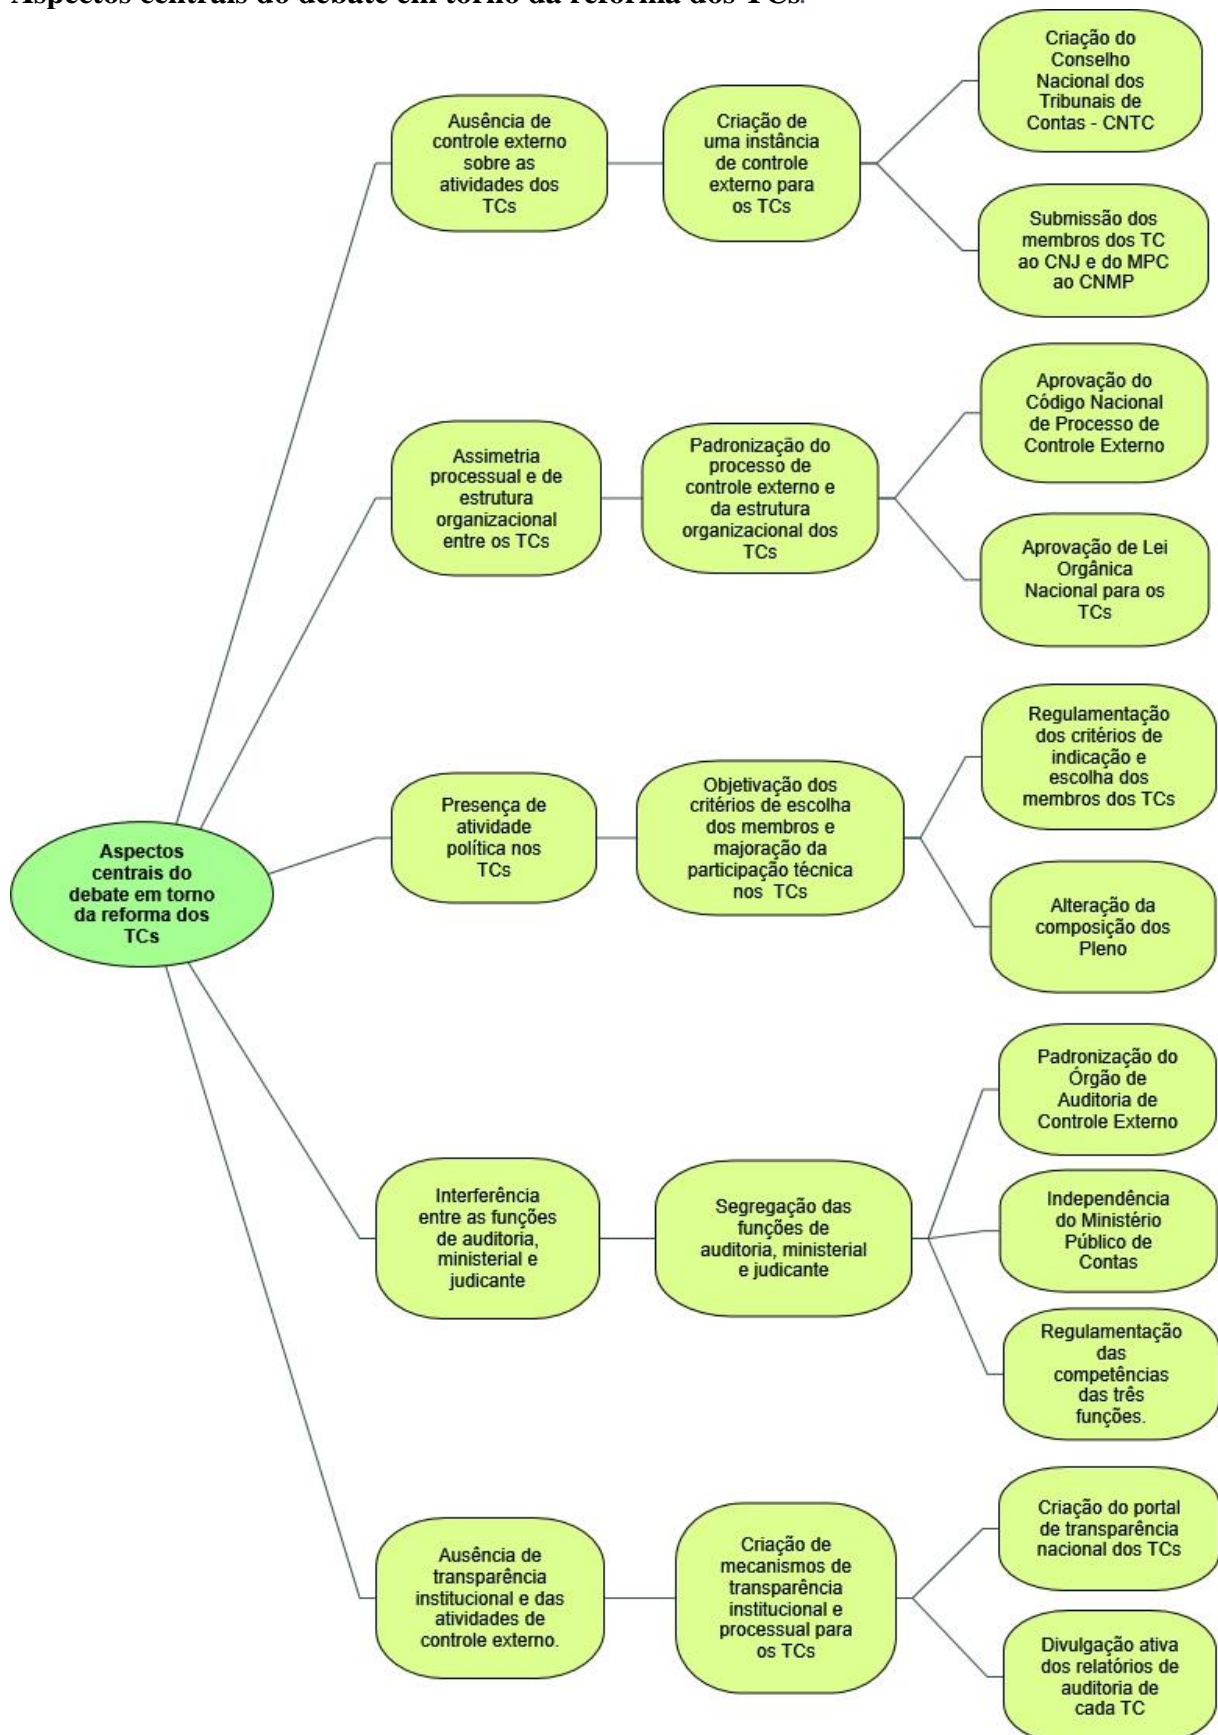 Aspectos centrais do debate em torno da reforma dos TCs.
Criação do
Conselho
Nacional dos
Tribunais de
Contas - CNTC
Ausência de
controle externo
sobre as
atividades dos
TCs
Criação de
uma instância
de controle
externo para
os TCs
Submissão dos
membros dos TC
ao CNJ e do MPC
ao CNMP
Aprovação do
Código Nacional
de Processo de
Controle Externo
Assimetria
processual e de
estrutura
organizacional
entre os TCs
Padronização do
processo de
controle externo e
da estrutura
organizacional dos
TCs
Aprovação de Lei
Orgânica
Nacional para os
TCs
Regulamentação
dos critérios de
indicação e
escolha dos
membros dos TCs
Presença de
atividade
política nos
TCs
Objetivação dos
critérios de escolha
dos membros e
majoração da
participação técnica
nos TCs
Alteração da
composição dos
Pleno
Aspectos
centrais do
debate em torno
da reforma dos
TCs
Padronização do
Órgão de
Auditoria de
Controle Externo
Interferência
entre as funções
de auditoria,
ministerial e
judicante
Segregação das
funções de
auditoria, ministerial
e judicante
Independência
do Ministério
Público de
Contas
Regulamentação
das
competências
das três
funções.
Criação do portal
de transparência
nacional dos TCs
Ausência de
transparência
institucional e das
atividades de
controle externo.
Criação de
mecanismos de
transparência
institucional e
processual para
os TCs
Divulgação ativa
dos relatórios de
auditoria de
cada TC